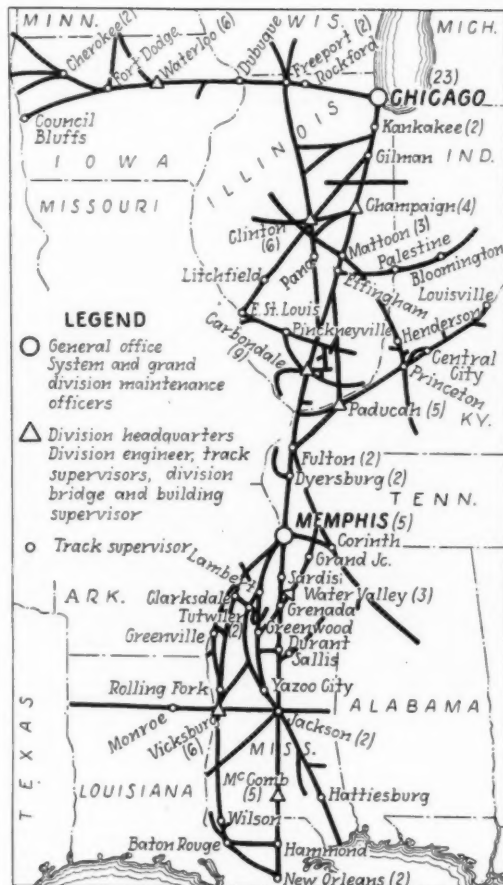 MINN.
WIS.
MICH.
Cherokee(2)
Fort Dodge
Waterloo(6)
Dubuque
Freeport(2)
Rockford
(23)
CHICAGO
Council
Bluffs
Kankakee(2)
Gilman
IND.
IOWA
ILLINOIS
MISSOURI
Champaign(4)
Clinton
(6)
Mattoon(3)
Pana
Palestine
Bloomington
Effingham
Litchfield
Louisville
E. St. Louis
Pinckneyville
Henderson
Carbondale
(9)
Central
City
Princeton
LEGEND
General office
System and grand
division maintenance
officers
Division headquarters
Division engineer, track
supervisors, division
bridge and building
supervisor
Track supervisor
Paducah(5)
KY.
Fulton(2)
Dyersburg(2)
TENN.
MEMPHIS(5)
Corinth
Grand Jc.
Lambert
Sardis
ARK.
Clarksdale
Water Valley(3)
Tutwiler
Grenada
Greenville
(2)
Greenwood
Durant
Sallis
Rolling Fork
Yazoo City
ALABAMA
Monroe
Vicksburg
(6)
Jackson(2)
MISS.
TEXAS
LOUISIANA
McComb
(5)
Hattiesburg
Wilson
Baton Rouge
Hammond
New Orleans(2)